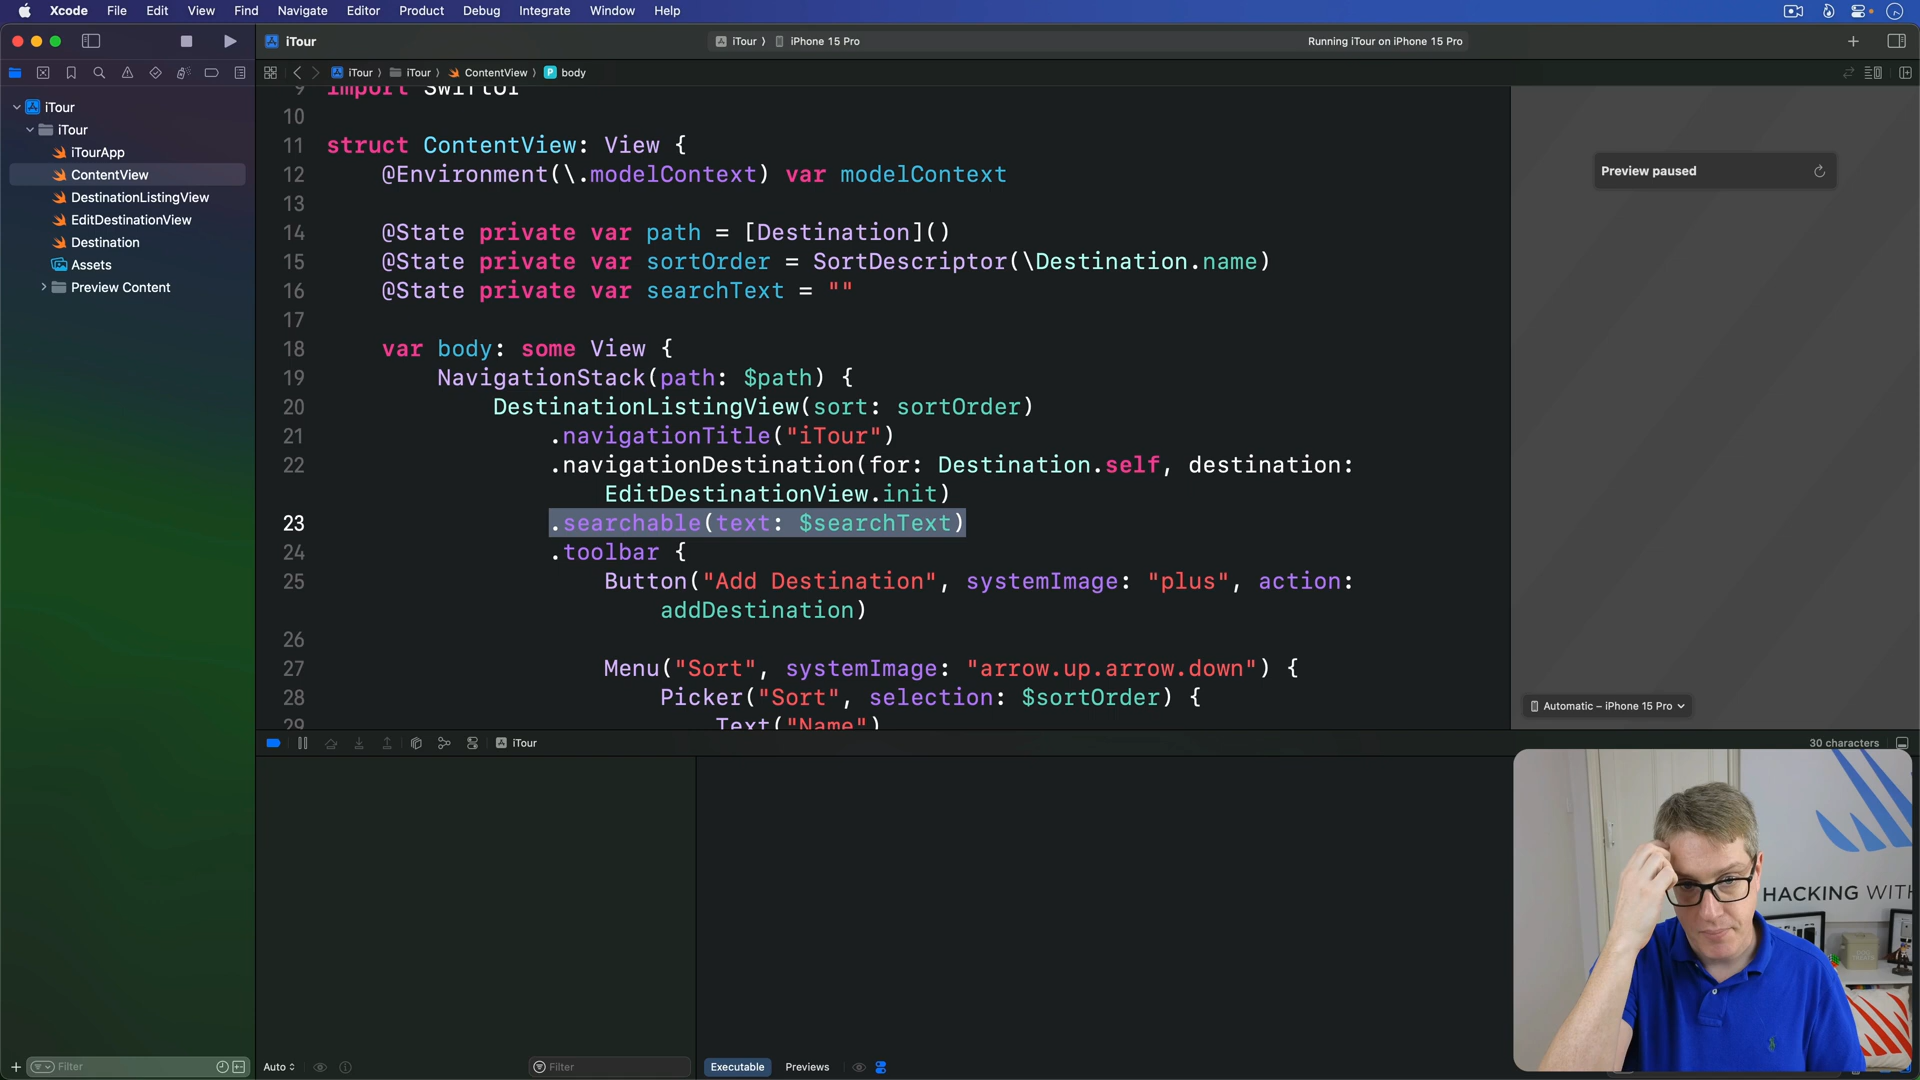 Xcode File Edit View Find Navigate Editor Product Debug Integrate Window Help
iTour
iTour 〉 iPhone 15 Pro
Running iTour on iPhone 15 Pro
iTour 〉 iTour 〉 ContentView 〉 P body
iTour
iTour
iTourApp
ContentView
DestinationListingView
EditDestinationView
Destination
Assets
Preview Content
9 import SwiftUI
10
11 struct ContentView: View {
12 @Environment(\.modelContext) var modelContext
13
14 @State private var path = [Destination]()
15 @State private var sortOrder = SortDescriptor(\Destination.name)
16 @State private var searchText = ""
17
18 var body: some View {
19 NavigationStack(path: $path) {
20 DestinationListingView(sort: sortOrder)
21 .navigationTitle("iTour")
22 .navigationDestination(for: Destination.self, destination:
EditDestinationView.init)
23 .searchable(text: $searchText)
24 .toolbar {
25 Button("Add Destination", systemImage: "plus", action:
addDestination)
26
27 Menu("Sort", systemImage: "arrow.up.arrow.down") {
28 Picker("Sort", selection: $sortOrder) {
29 Text("Name")
Preview paused
Automatic – iPhone 15 Pro
iTour
30 characters
HACKING WITH
Filter
Auto
Filter
Executable Previews